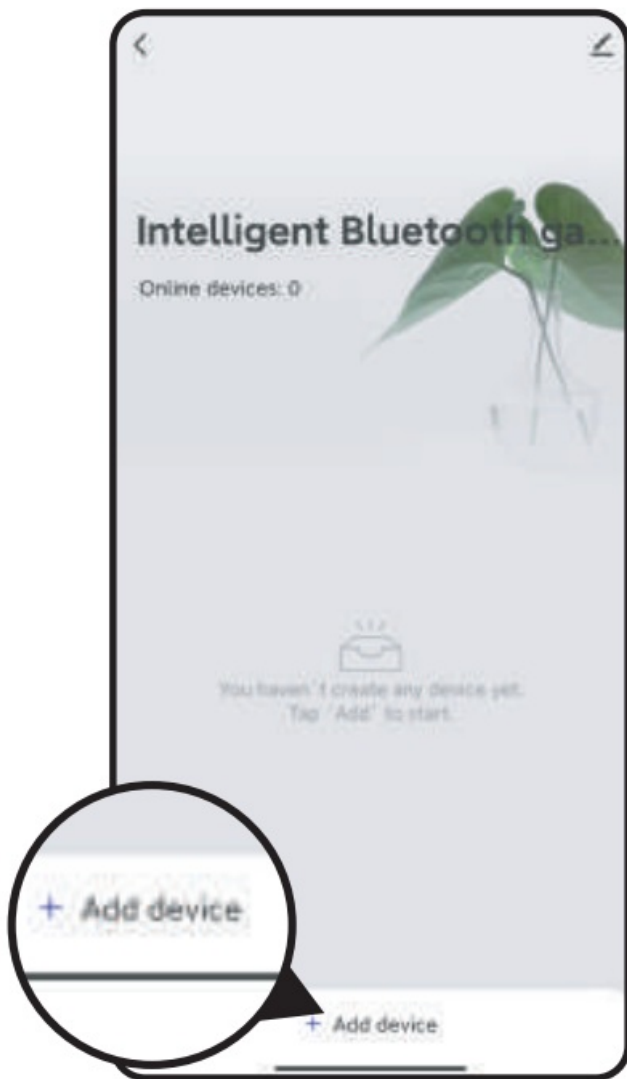 Intelligent Bluetooth ga...
Online devices: 0
You haven't create any device yet.
Tap 'Add' to start.
+ Add device
+ Add device